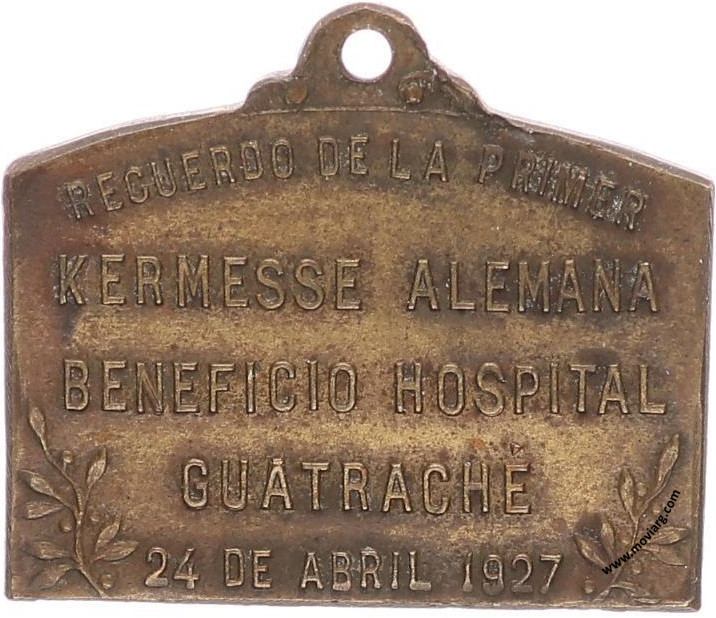 RECUERDO DE LA PRIMER
KERMESSE ALEMANA
BENEFICIO HOSPITAL
GUATRACHÉ
24 DE ABRIL 1927
www.moviarg.com